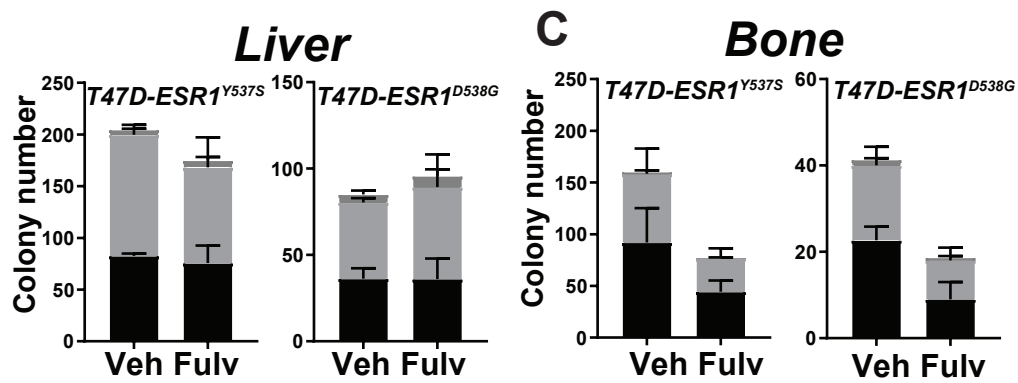 Liver
C
Bone
T47D-ESR1Y537S
T47D-ESR1D538G
T47D-ESR1Y537S
T47D-ESR1D538G
Colony number
250
200
150
100
50
0
Veh Fulv
150
100
50
0
Veh Fulv
Colony number
250
200
150
100
50
0
Veh Fulv
60
40
20
0
Veh Fulv